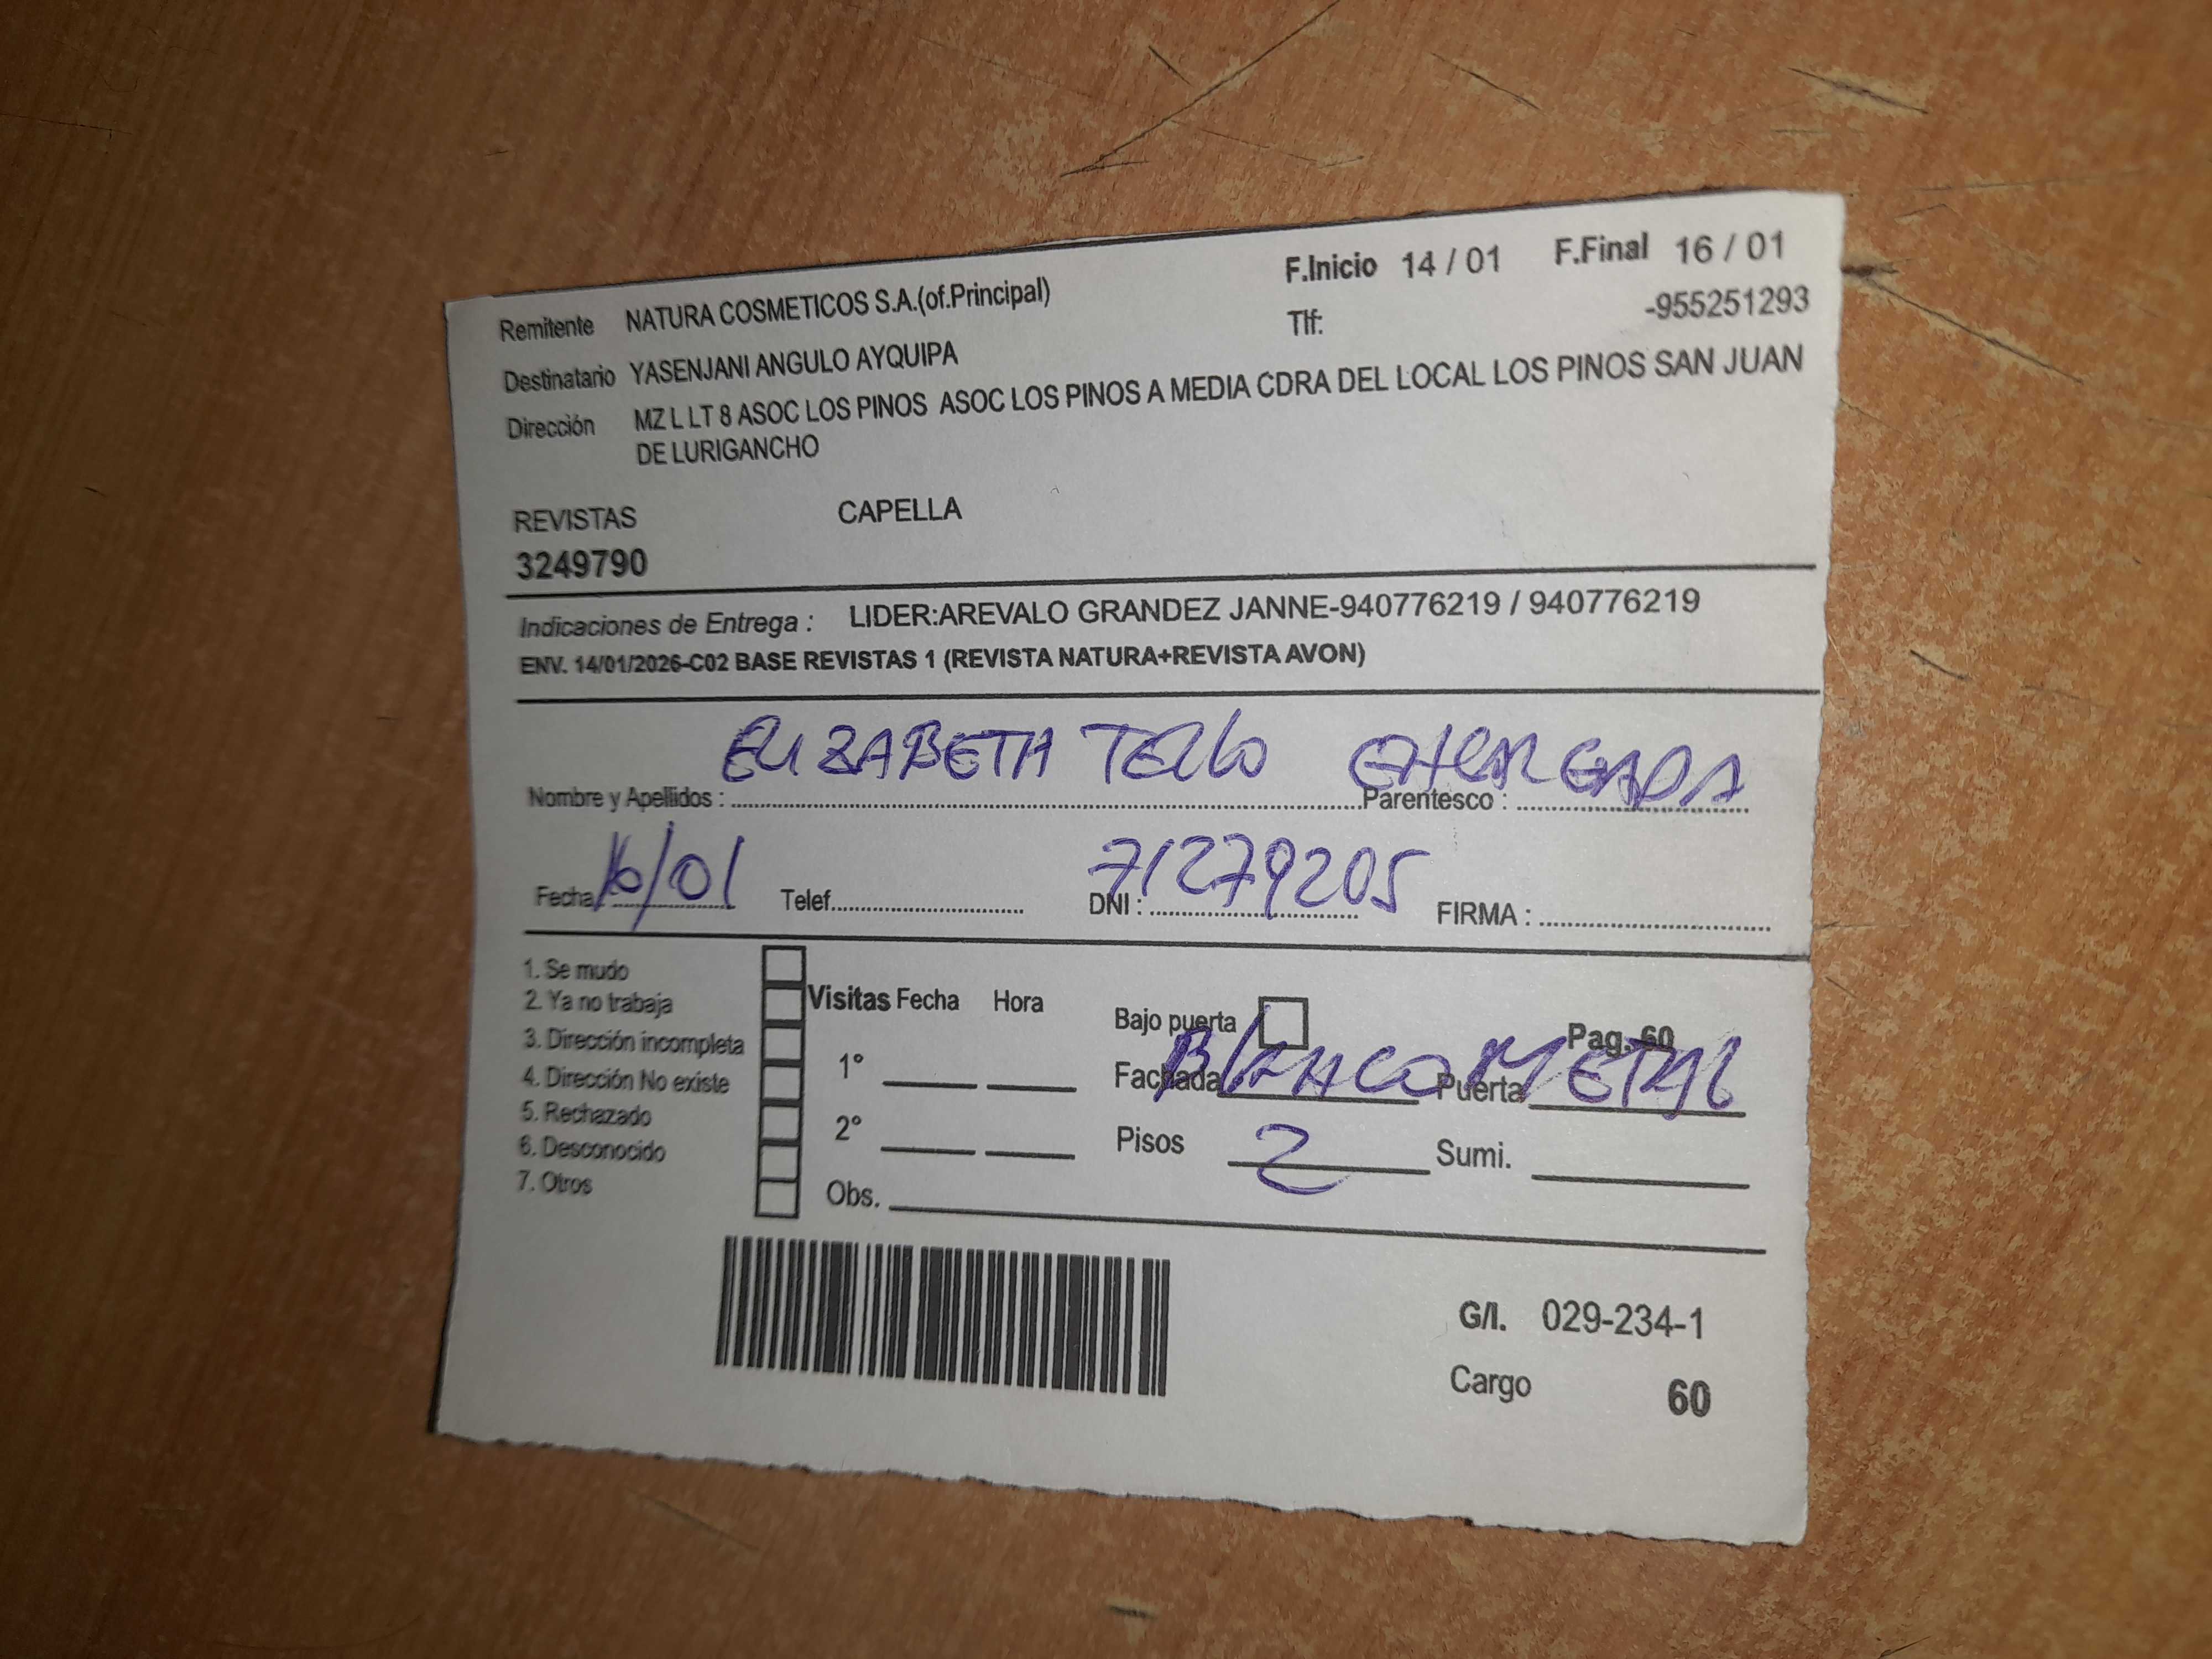 Remitente NATURA COSMETICOS S.A.(of.Principal) F.Inicio 14 / 01 F.Final 16 / 01
Tlf: -955251293
Destinatario YASENJANI ANGULO AYQUIPA
Dirección MZ L LT 8 ASOC LOS PINOS ASOC LOS PINOS A MEDIA CDRA DEL LOCAL LOS PINOS SAN JUAN
DE LURIGANCHO
REVISTAS CAPELLA
3249790
Indicaciones de Entrega : LIDER:AREVALO GRANDEZ JANNE-940776219 / 940776219
ENV. 14/01/2026-C02 BASE REVISTAS 1 (REVISTA NATURA+REVISTA AVON)
Nombre y Apellidos : ELIZABETH TELLO Parentesco : ENCARGADA
Fecha: 16/01 Telef. DNI : 71279205 FIRMA :
1. Se mudo
2. Ya no trabaja
3. Dirección incompleta
4. Dirección No existe
5. Rechazado
6. Desconocido
7. Otros
Visitas Fecha Hora
1°
2°
Obs.
Bajo puerta Pag. 60
Fachada BLANCO Puerta METAL
Pisos 2 Sumi.
G/I. 029-234-1
Cargo 60